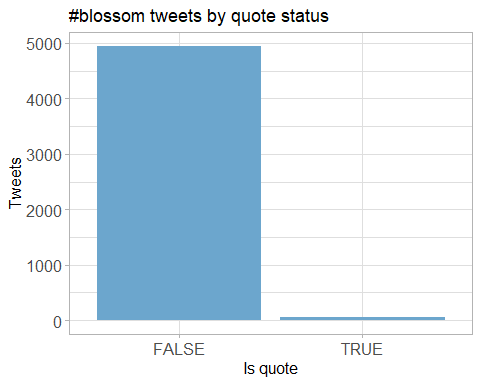 #blossom tweets by quote status
5000
4000
3000
2000
1000
0
Tweets
FALSE
TRUE
Is quote